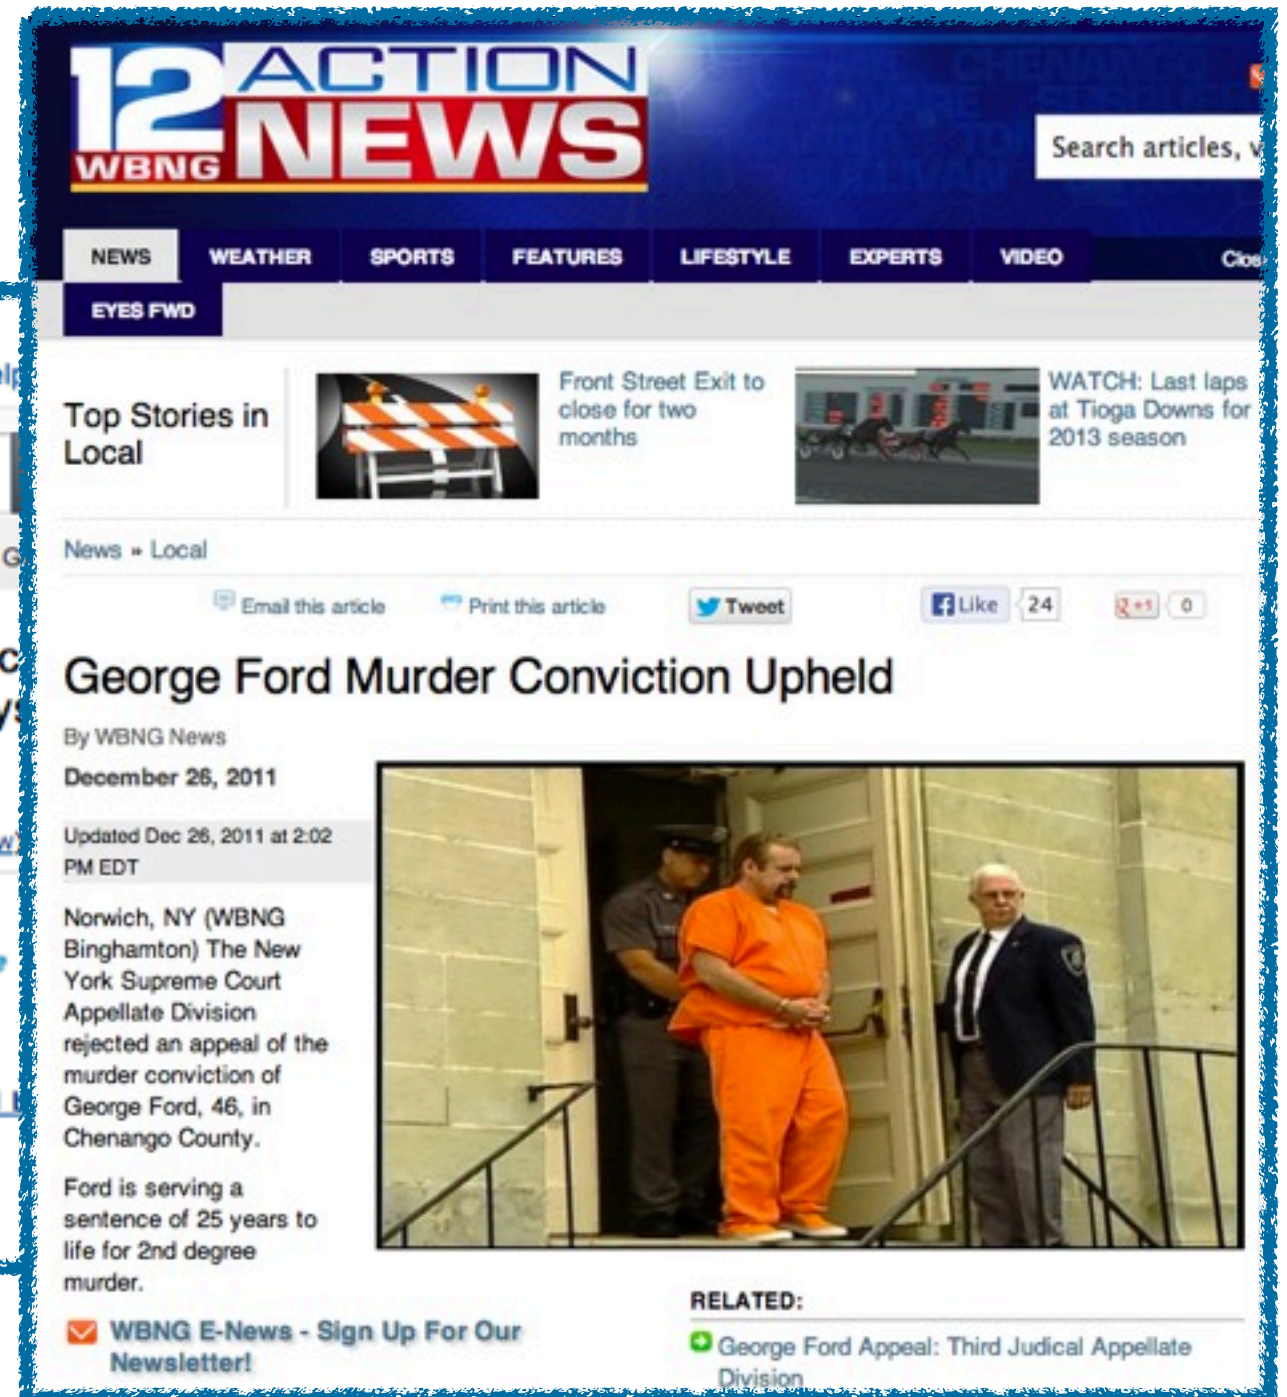 12 ACTION
WBNG NEWS
Search articles, v
NEWS WEATHER SPORTS FEATURES LIFESTYLE EXPERTS VIDEO
EYES FWD
Top Stories in
Local
Front Street Exit to
close for two
months
WATCH: Last laps
at Tioga Downs for
2013 season
News » Local
Email this article Print this article Tweet Like 24 +1 0
George Ford Murder Conviction Upheld
By WBNG News
December 26, 2011
Updated Dec 26, 2011 at 2:02
PM EDT
Norwich, NY (WBNG
Binghamton) The New
York Supreme Court
Appellate Division
rejected an appeal of the
murder conviction of
George Ford, 46, in
Chenango County.
Ford is serving a
sentence of 25 years to
life for 2nd degree
murder.
WBNG E-News - Sign Up For Our
Newsletter!
RELATED:
George Ford Appeal: Third Judical Appellate
Division